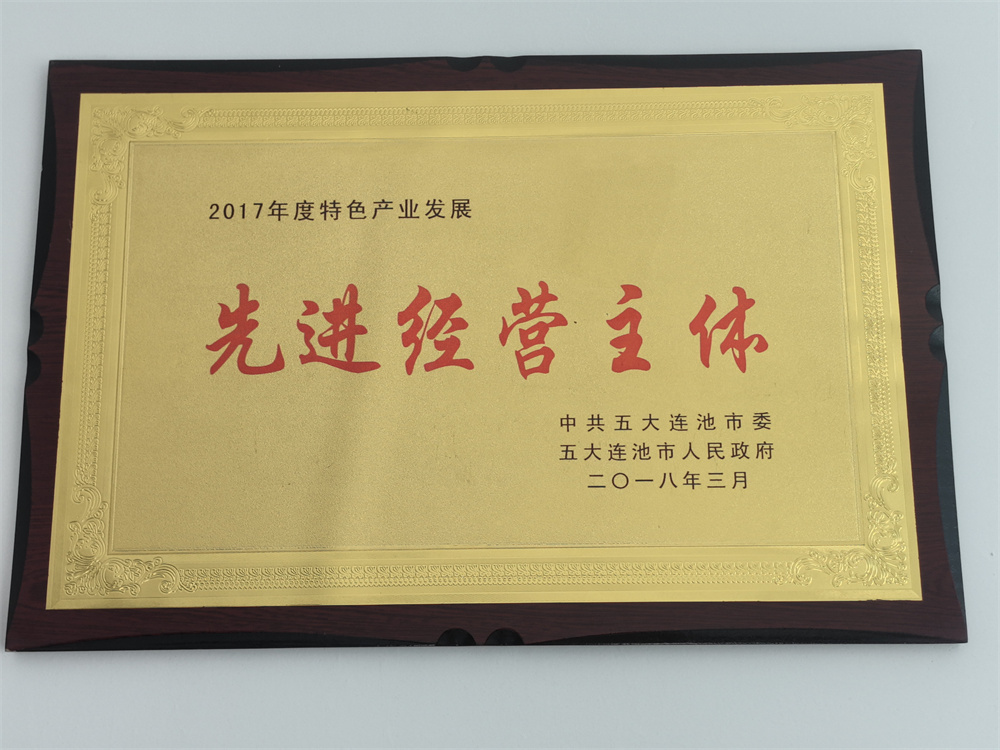 2017年度特色产业发展
先进经营主体
中共五大连池市委
五大连池市人民政府
二〇一八年三月